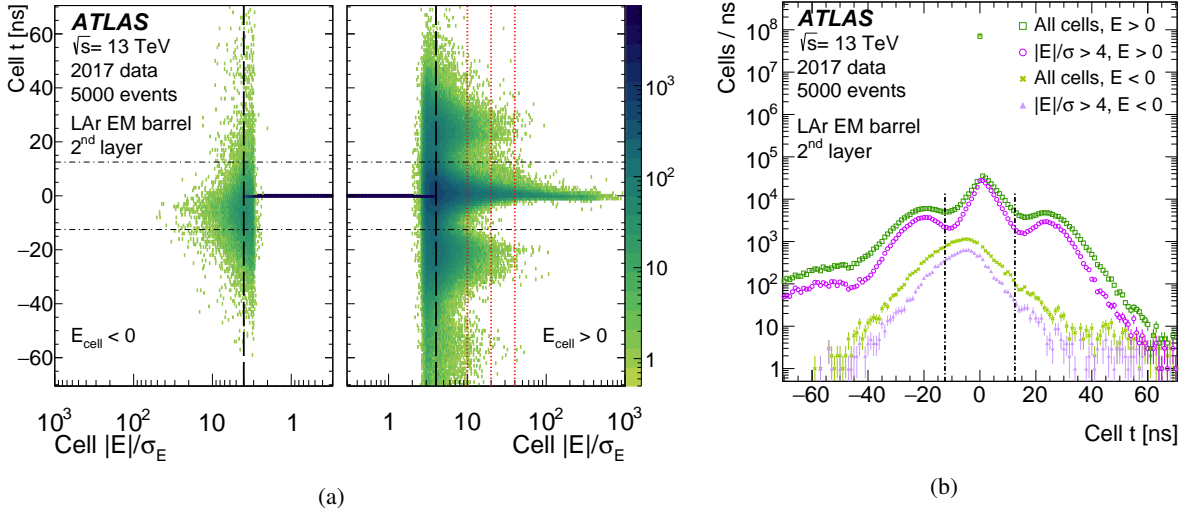 Cell t [ns]
60
40
20
0
−20
−40
−60
ATLAS
√s= 13 TeV
2017 data
5000 events
LAr EM barrel
2nd layer
E_cell < 0
E_cell > 0
10³
10²
10
1
10³ 10² 10 1
1 10 10² 10³
Cell |E|/σ_E
Cell |E|/σ_E
(a)
Cells / ns
10⁸
10⁷
10⁶
10⁵
10⁴
10³
10²
10
1
ATLAS
√s= 13 TeV
2017 data
5000 events
LAr EM barrel
2nd layer
All cells, E > 0
|E|/σ > 4, E > 0
All cells, E < 0
|E|/σ > 4, E < 0
−60 −40 −20 0 20 40 60
Cell t [ns]
(b)